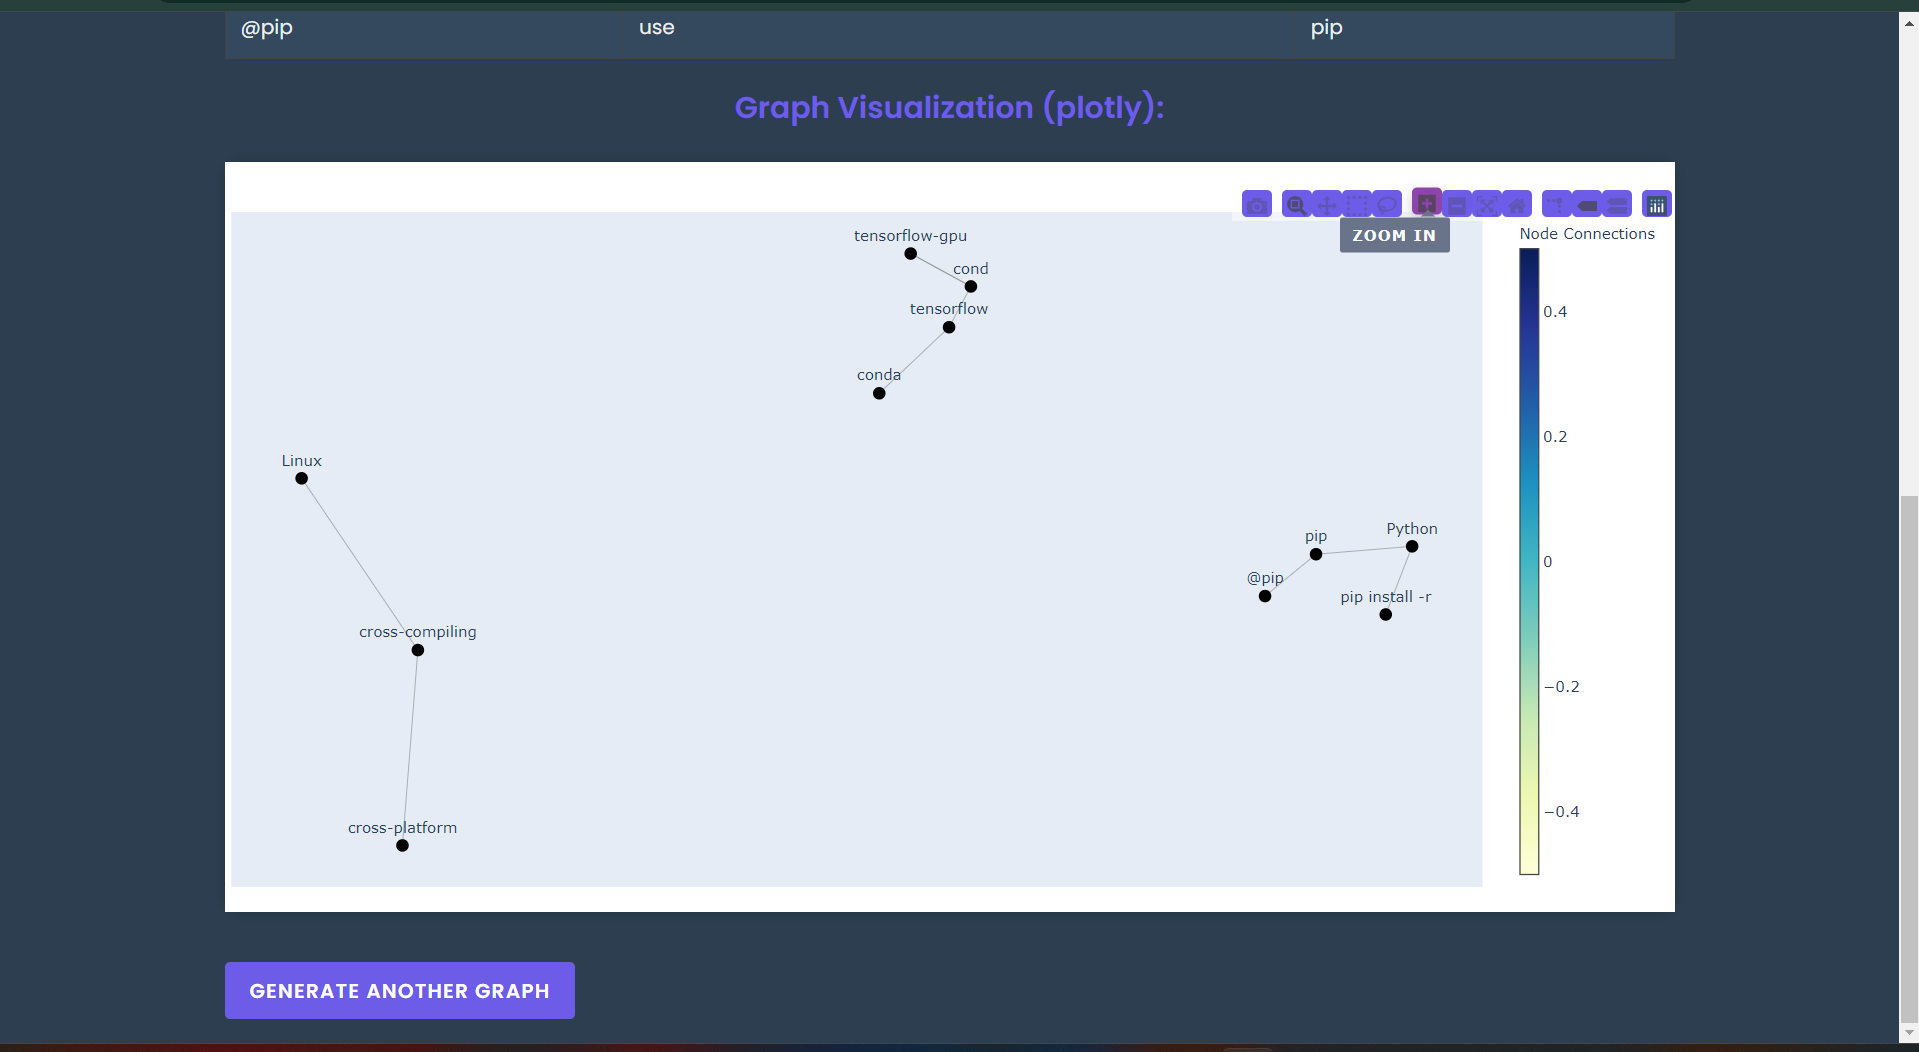 @pip use pip
Graph Visualization (plotly):
ZOOM IN
Node Connections
tensorflow-gpu
cond
tensorflow
conda
Linux
cross-compiling
cross-platform
pip
Python
@pip
pip install -r
0.4
0.2
0
−0.2
−0.4
GENERATE ANOTHER GRAPH